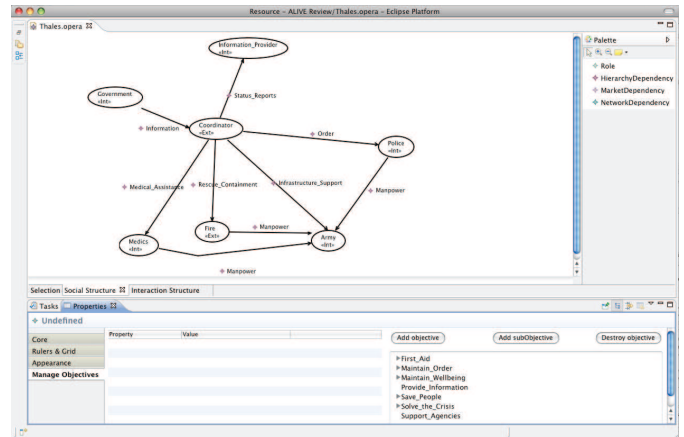 Resource - ALIVE Review/Thales.opera - Eclipse Platform
Thales.opera
Palette
Role
HierarchyDependency
MarketDependency
NetworkDependency
Information_Provider
«Int»
Government
«Int»
Status_Reports
Information
Coordinator
«Ext»
Order
Police
«Int»
Medical_Assistance
Rescue_Containment
Infrastructure_Support
Manpower
Fire
«Ext»
Manpower
Army
«Int»
Medics
«Int»
Manpower
Selection Social Structure Interaction Structure
Tasks Properties
Undefined
Core
Rulers & Grid
Appearance
Manage Objectives
Property Value
Add objective Add subObjective Destroy objective
First_Aid
Maintain_Order
Maintain_Wellbeing
Provide_Information
Save_People
Solve_the_Crisis
Support_Agencies